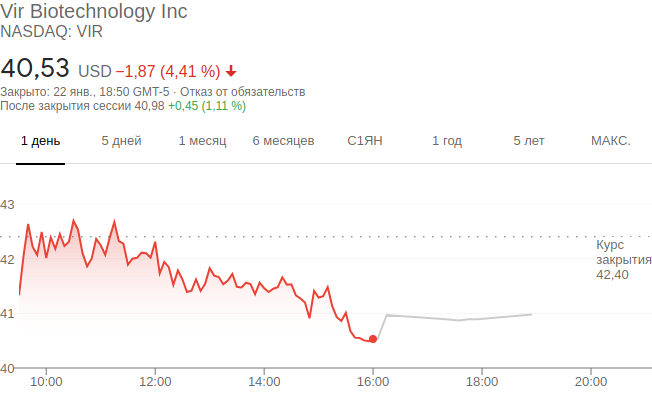 Vir Biotechnology Inc
NASDAQ: VIR
40,53 USD −1,87 (4,41 %)
Закрыто: 22 янв., 18:50 GMT-5 · Отказ от обязательств
После закрытия сессии 40,98 +0,45 (1,11 %)
1 день 5 дней 1 месяц 6 месяцев С1ЯН 1 год 5 лет МАКС.
43
Курс
закрытия
42,40
42
41
40
10:00 12:00 14:00 16:00 18:00 20:00